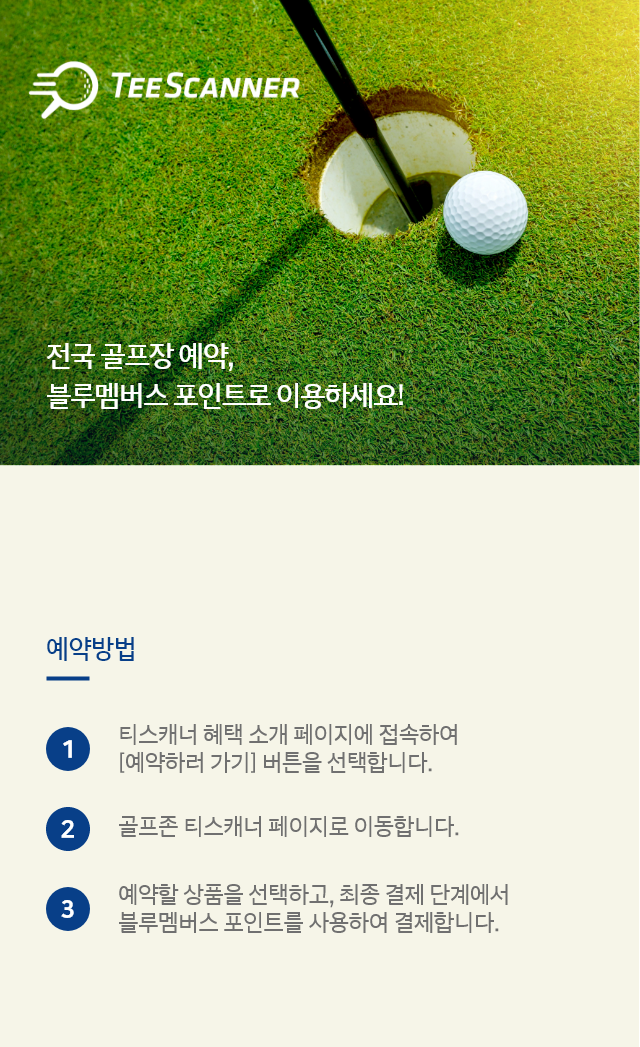 TEESCANNER
전국 골프장 예약,
블루멤버스 포인트로 이용하세요!
예약방법
1
티스캐너 혜택 소개 페이지에 접속하여
[예약하러 가기] 버튼을 선택합니다.
2
골프존 티스캐너 페이지로 이동합니다.
3
예약할 상품을 선택하고, 최종 결제 단계에서
블루멤버스 포인트를 사용하여 결제합니다.